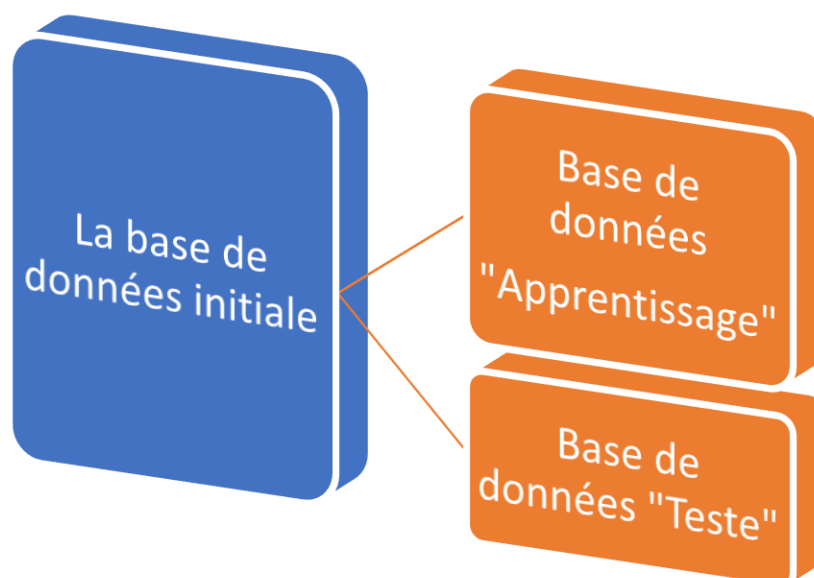 La base de
données initiale
Base de
données
"Apprentissage"
Base de
données "Teste"